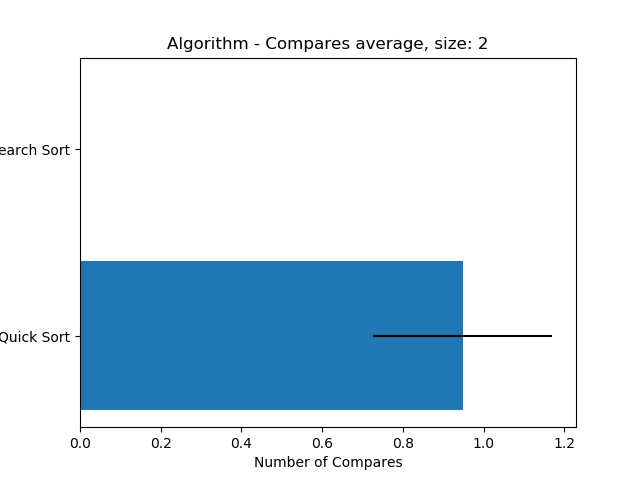 Algorithm - Compares average, size: 2
earch Sort
Quick Sort
0.0 0.2 0.4 0.6 0.8 1.0 1.2
Number of Compares